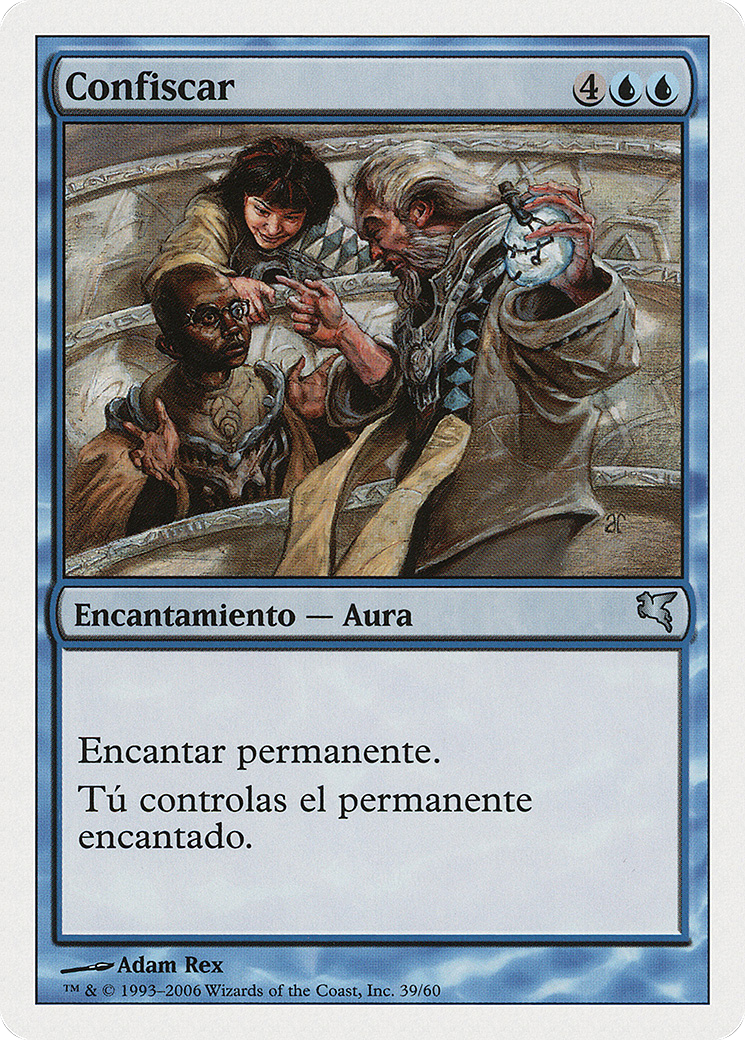 Confiscar 4
Encantamiento — Aura
Encantar permanente.
Tú controlas el permanente
encantado.
Adam Rex
™ & © 1993–2006 Wizards of the Coast, Inc. 39/60